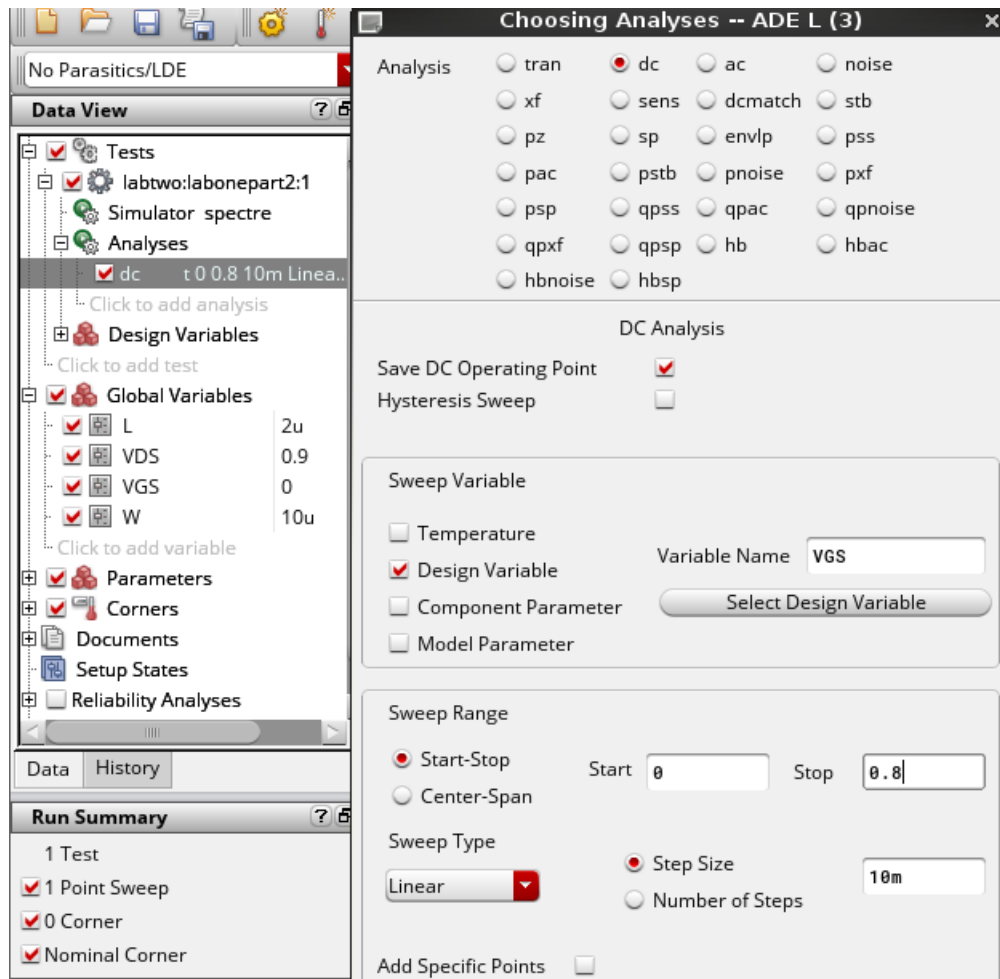 No Parasitics/LDE
Data View
Tests
labtwo:labonepart2:1
Simulator spectre
Analyses
dc t 0 0.8 10m Linea..
Click to add analysis
Design Variables
Click to add test
Global Variables
L 2u
VDS 0.9
VGS 0
W 10u
Click to add variable
Parameters
Corners
Documents
Setup States
Reliability Analyses
Data History
Run Summary
1 Test
1 Point Sweep
0 Corner
Nominal Corner
Choosing Analyses -- ADE L (3)
Analysis tran dc ac noise
xf sens dcmatch stb
pz sp envlp pss
pac pstb pnoise pxf
psp qpss qpac qpnoise
qpxf qpsp hb hbac
hbnoise hbsp
DC Analysis
Save DC Operating Point
Hysteresis Sweep
Sweep Variable
Temperature
Design Variable
Component Parameter
Model Parameter
Variable Name VGS
Select Design Variable
Sweep Range
Start-Stop
Center-Span
Start 0 Stop 0.8
Sweep Type
Linear
Step Size
Number of Steps
10m
Add Specific Points